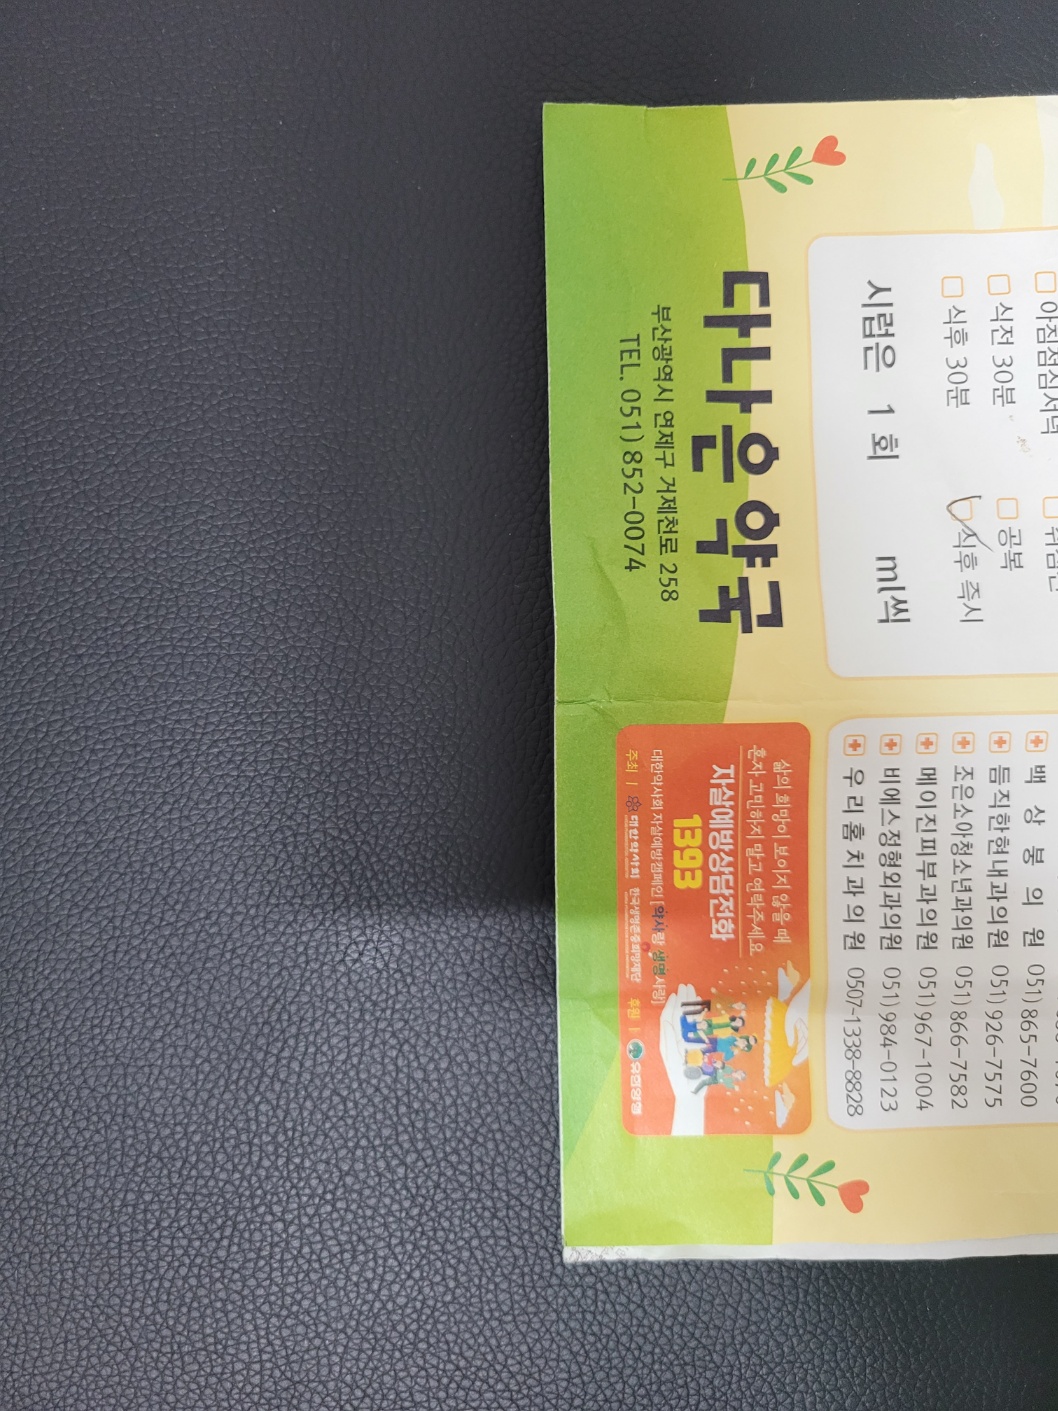 아침점심저녁
식전 30분
공복
식후 30분
식후 즉시
시럽은 1회 ml씩
다나은약국
부산광역시 연제구 거제천로 258
TEL. 051) 852-0074
백상봉의원 051) 865-7600
듬직한현내과의원 051) 926-7575
조은소아청소년과의원 051) 866-7582
메이진피부과의원 051) 967-1004
비에스정형외과의원 051) 984-0123
우리홈치과의원 0507-1338-8828
삶의 희망이 보이지 않을 때
혼자 고민하지 말고 연락주세요
자살예방상담전화
1393
대한약사회 자살예방캠페인 [약사랑 생명사랑]
주최 | 대한약사회 한국생명존중희망재단 후원 | 유한양행